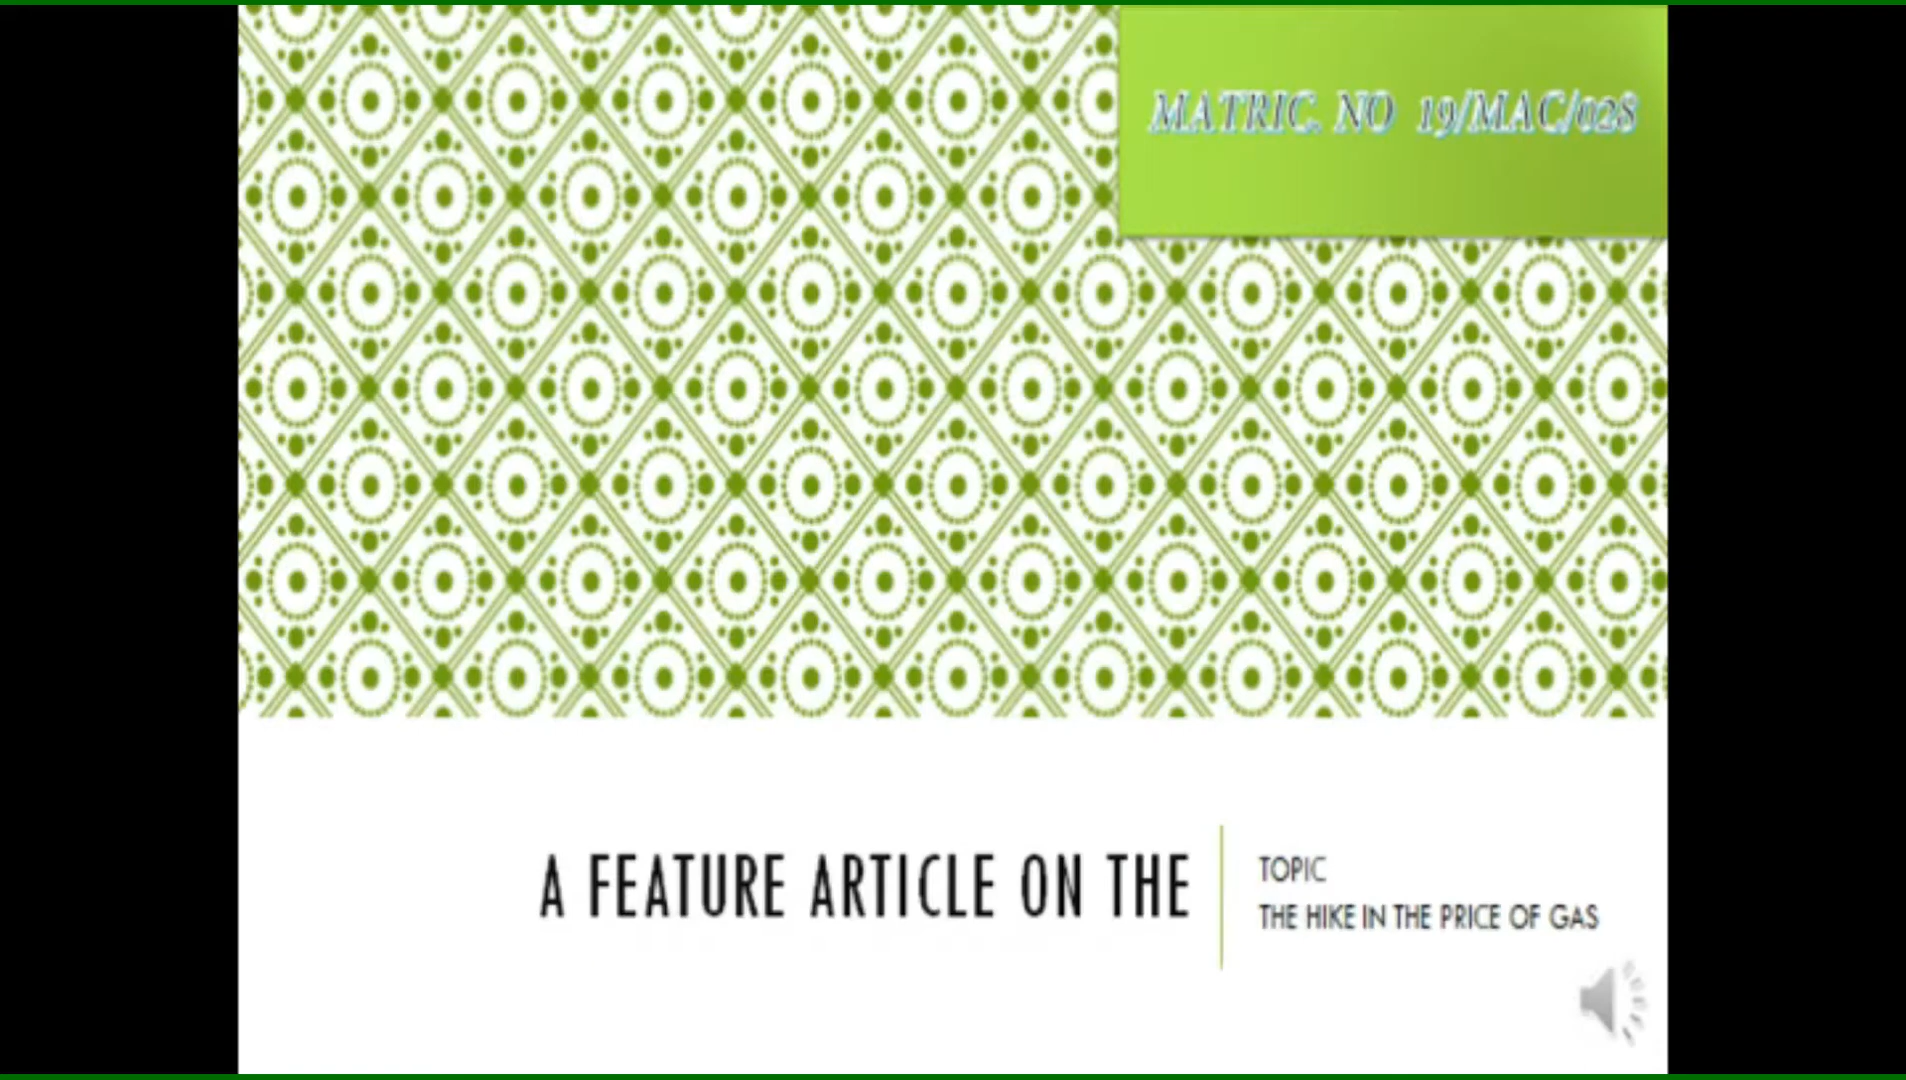 MATRIC. NO 19/MAC/028
A FEATURE ARTICLE ON THE
TOPIC
THE HIKE IN THE PRICE OF GAS